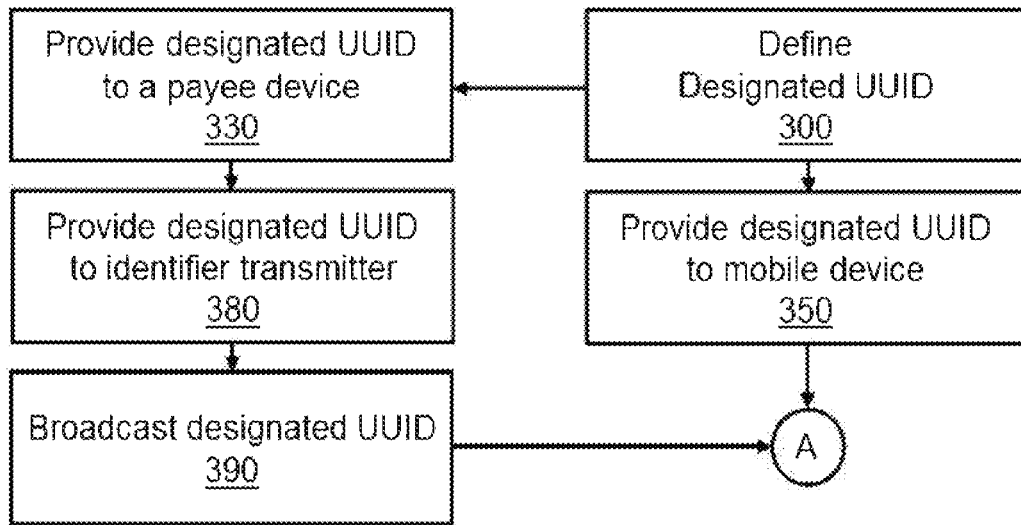 Provide designated UUID
to a payee device
330
Define
Designated UUID
300
Provide designated UUID
to identifier transmitter
380
Provide designated UUID
to mobile device
350
Broadcast designated UUID
390
A